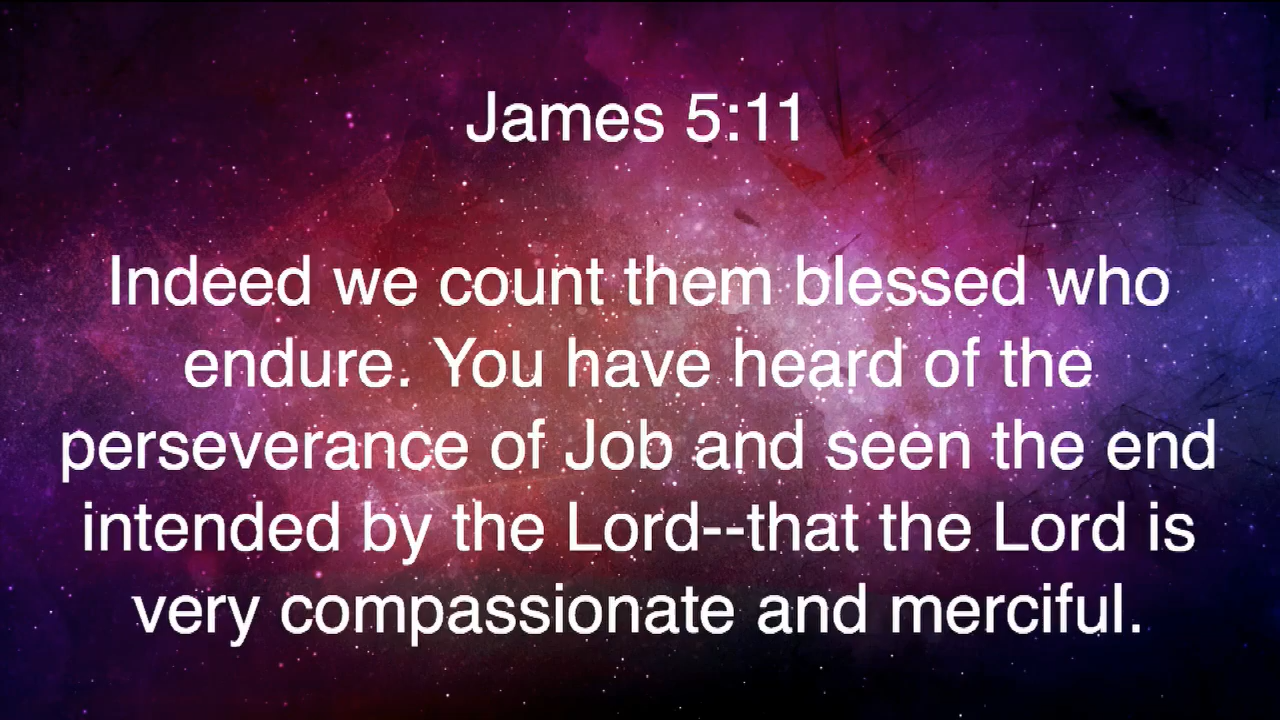 James 5:11
Indeed we count them blessed who
endure. You have heard of the
perseverance of Job and seen the end
intended by the Lord--that the Lord is
very compassionate and merciful.